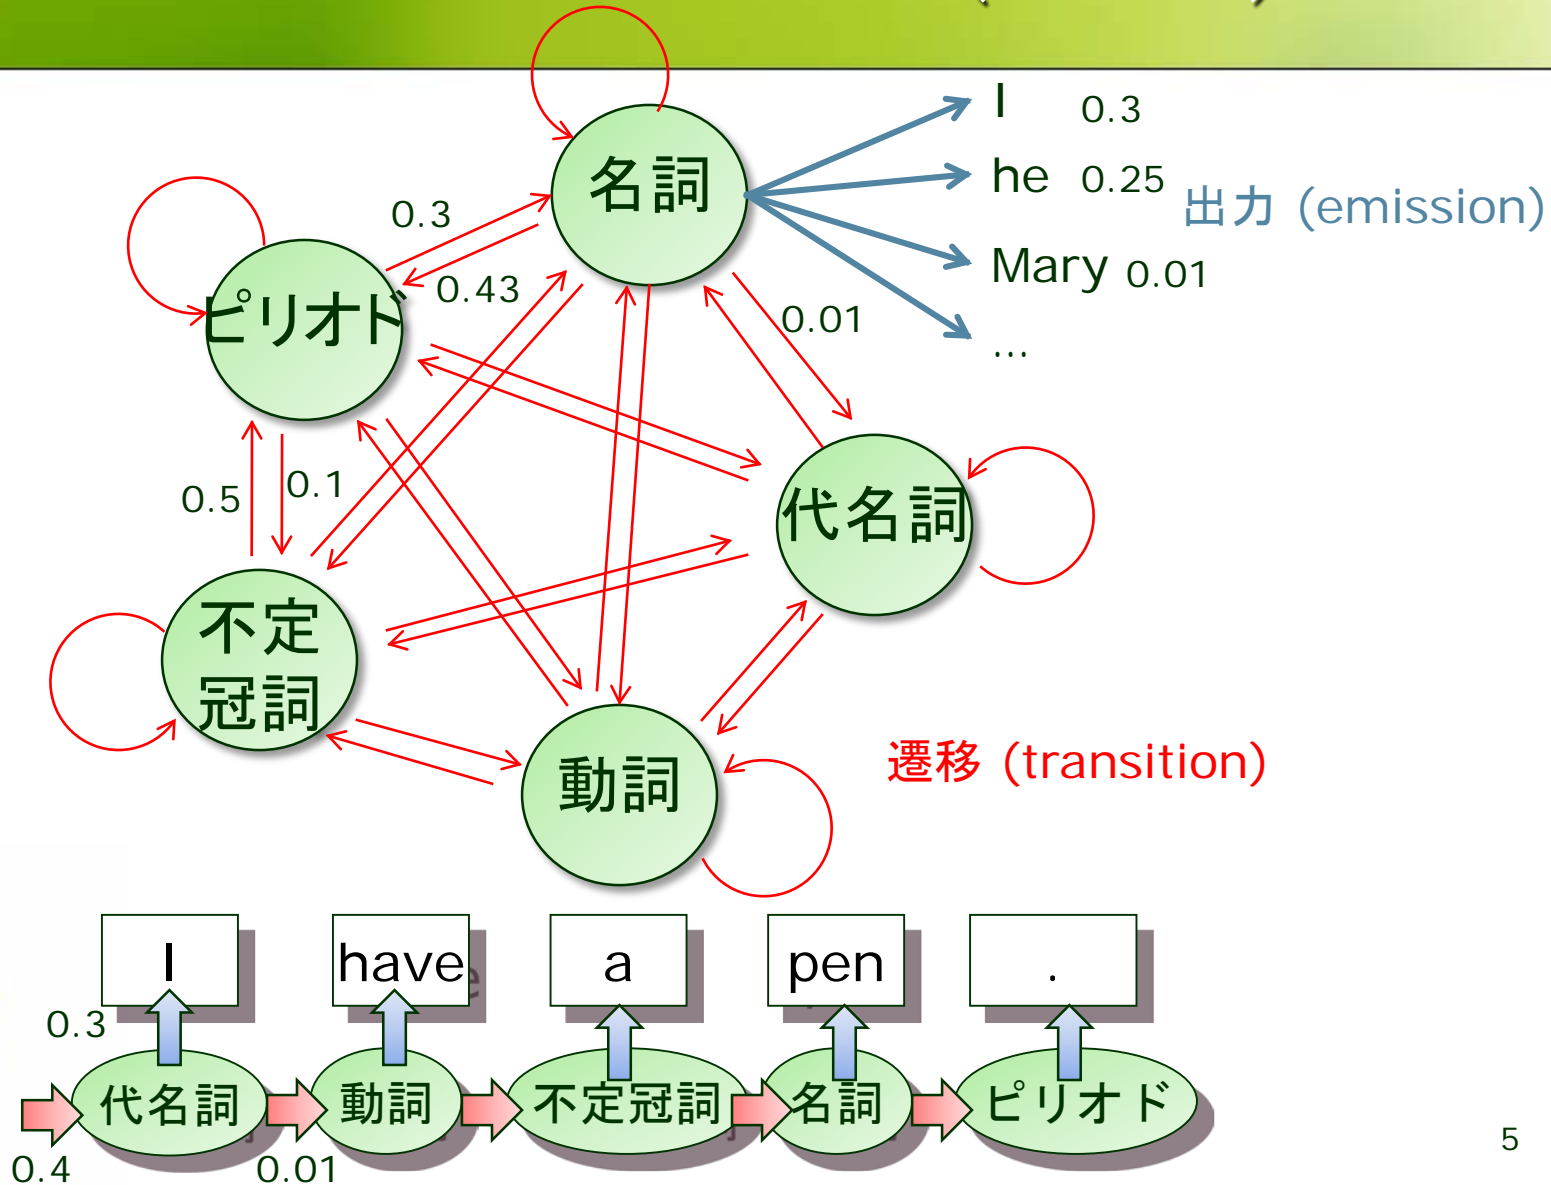 名詞
I 0.3
he 0.25
出力 (emission)
Mary 0.01
...
0.3
0.43
ピリオド
0.01
0.5
0.1
代名詞
不定
冠詞
動詞
遷移 (transition)
I have a pen .
0.3
代名詞 動詞 不定冠詞 名詞 ピリオド
0.4 0.01
5